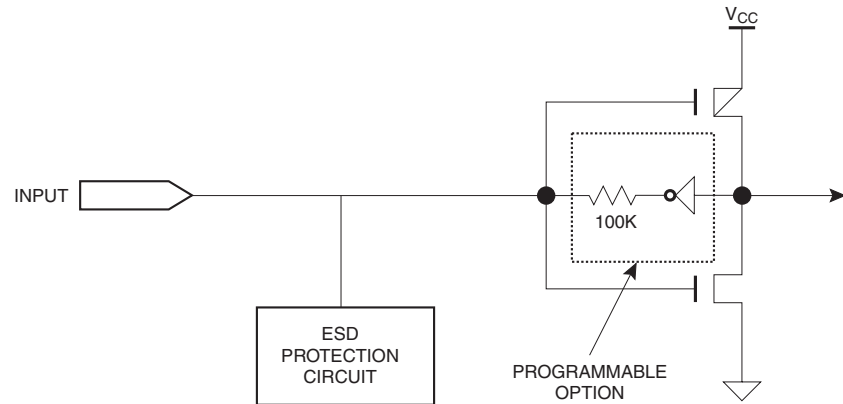 VCC
INPUT
100K
ESD
PROTECTION
CIRCUIT
PROGRAMMABLE
OPTION